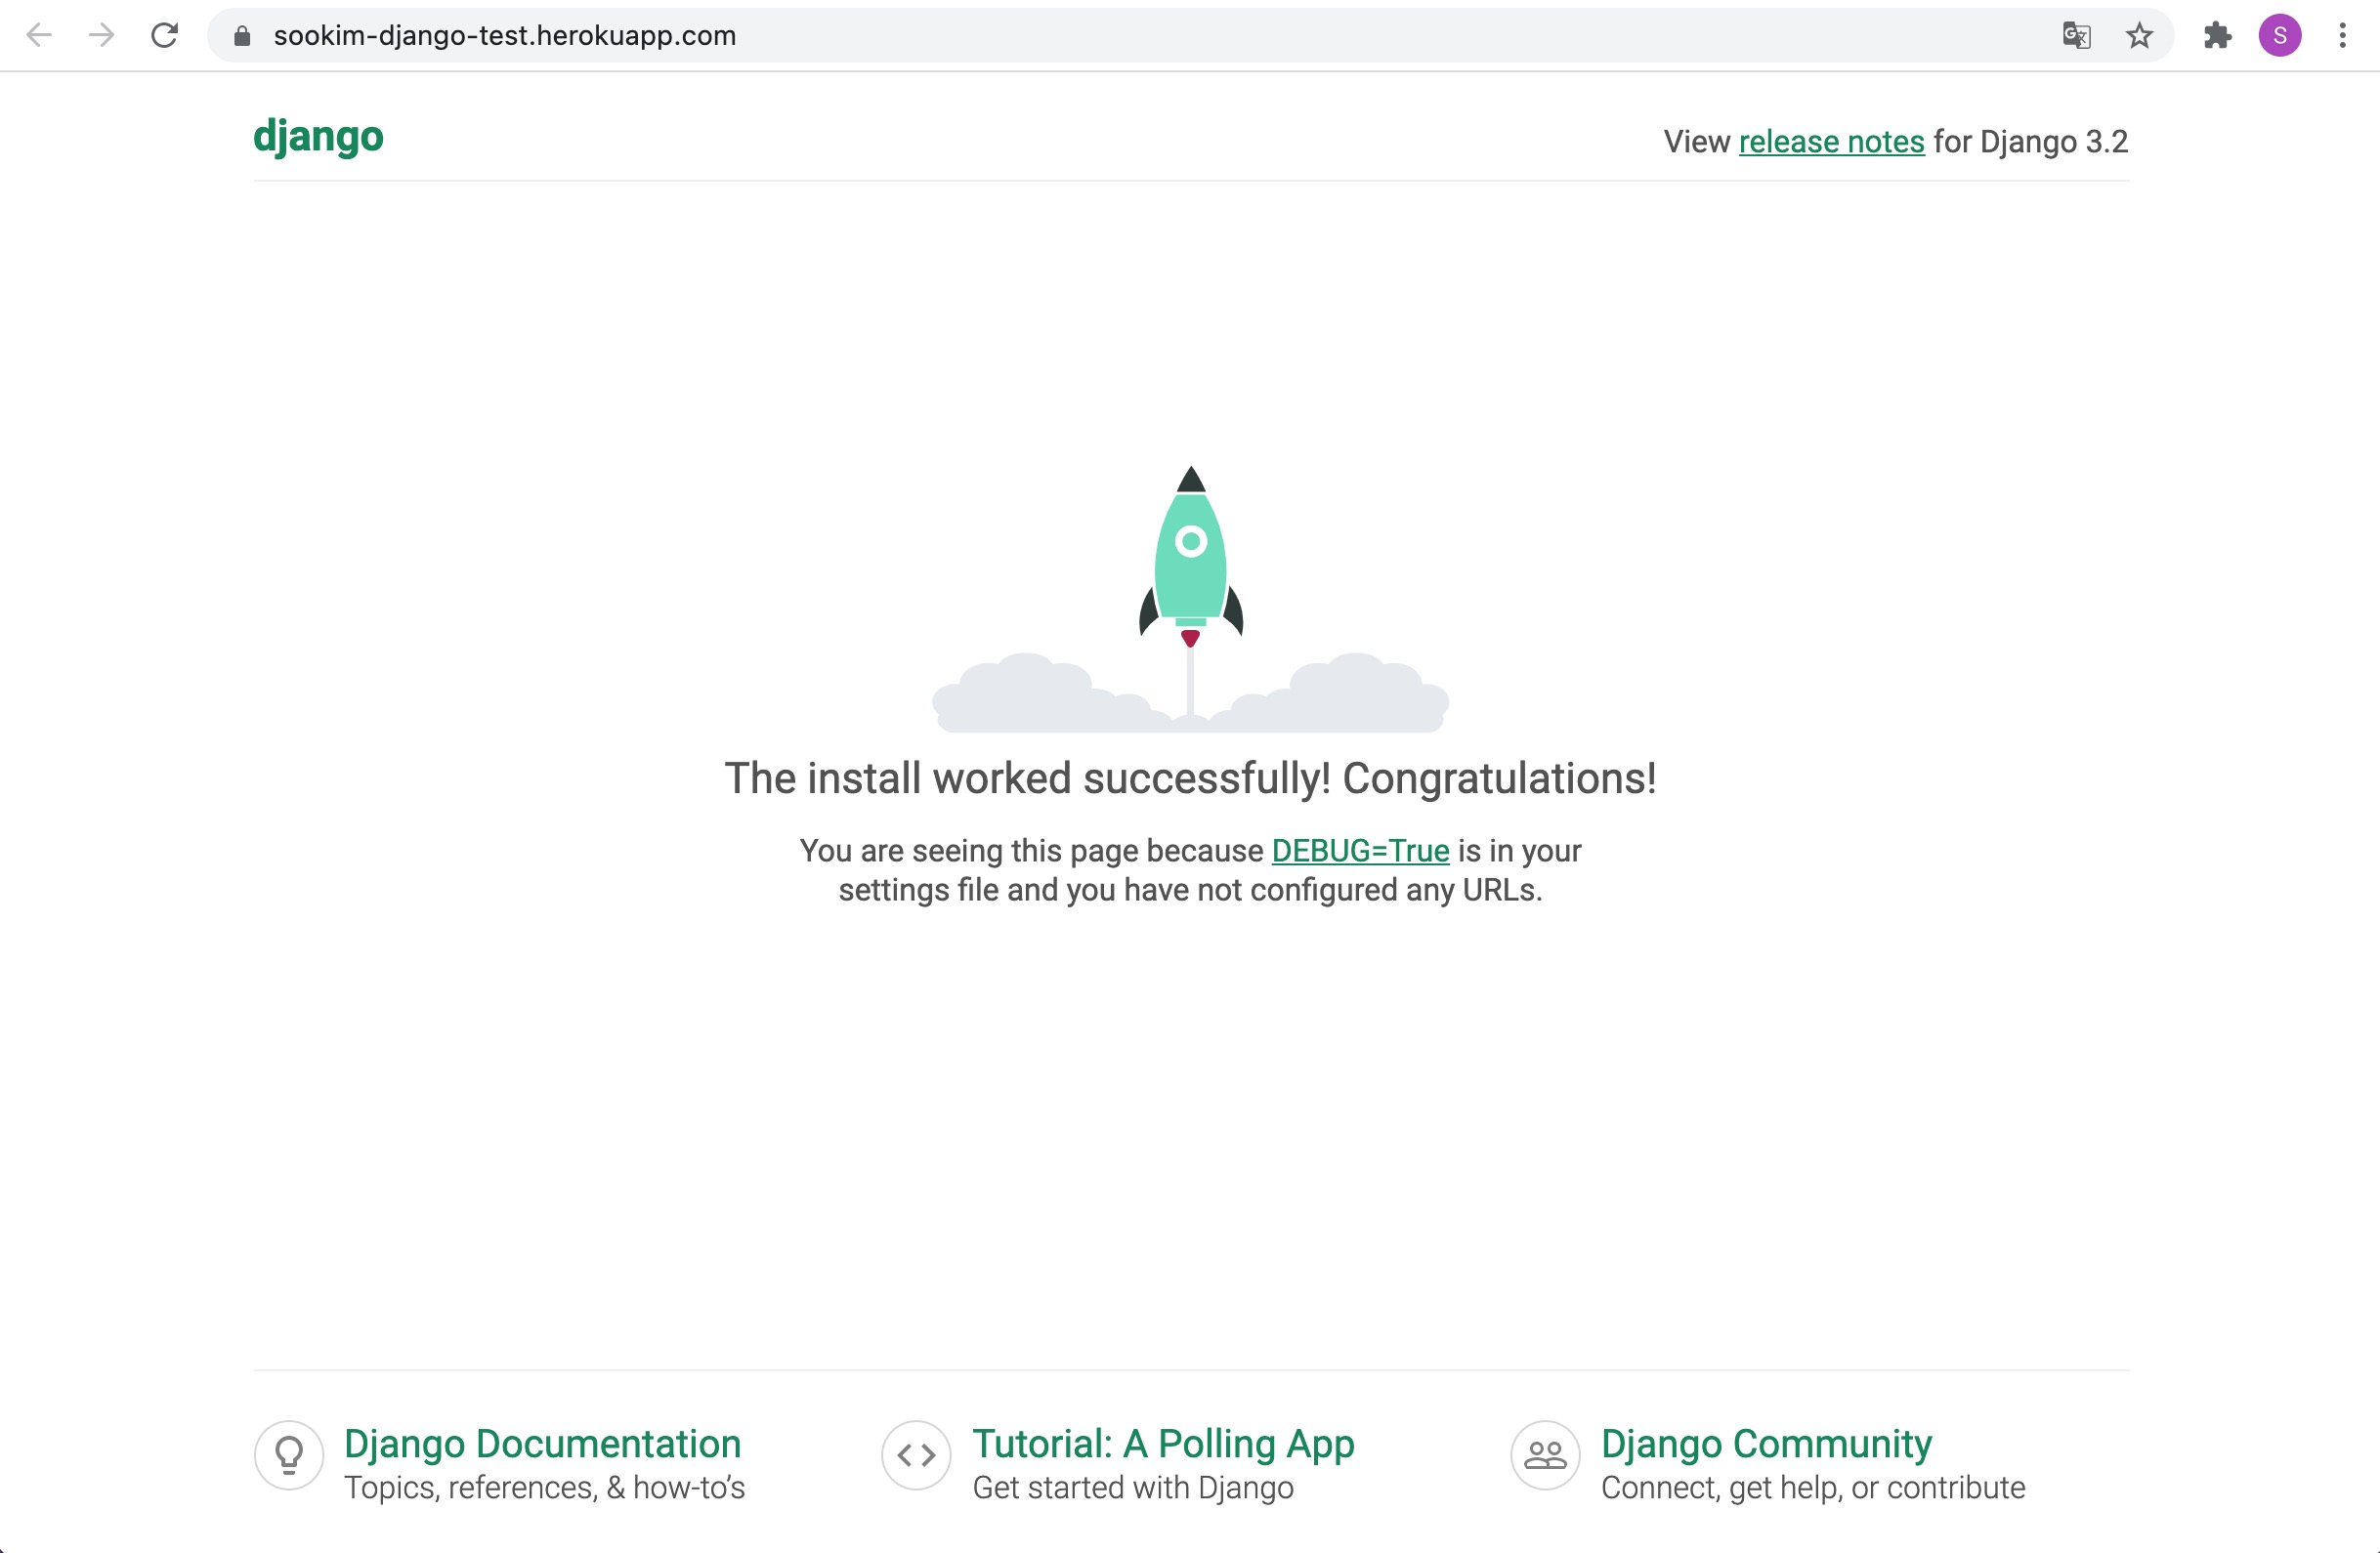 sookim-django-test.herokuapp.com
S
django
View release notes for Django 3.2
The install worked successfully! Congratulations!
You are seeing this page because DEBUG=True is in your
settings file and you have not configured any URLs.
Django Documentation
Topics, references, & how-to’s
Tutorial: A Polling App
Get started with Django
Django Community
Connect, get help, or contribute